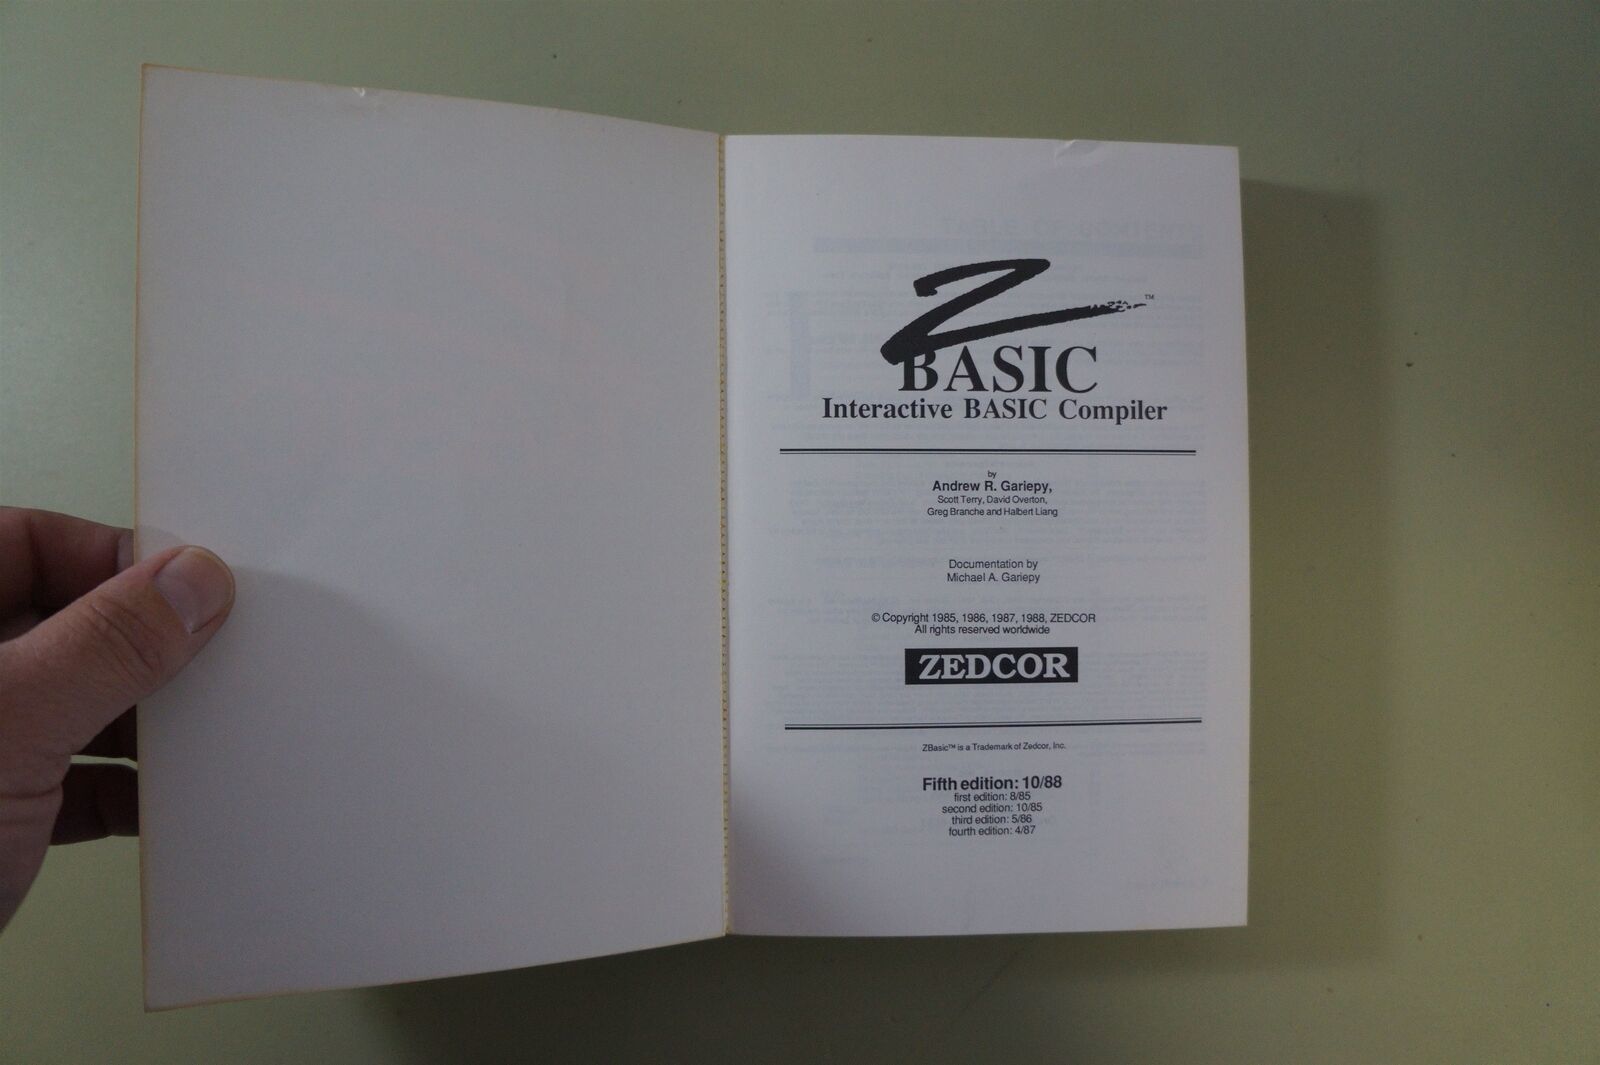 Z™
BASIC
Interactive BASIC Compiler
by
Andrew R. Gariepy,
Scott Terry, David Overton,
Greg Branche and Halbert Liang
Documentation by
Michael A. Gariepy
© Copyright 1985, 1986, 1987, 1988, ZEDCOR
All rights reserved worldwide
ZEDCOR
ZBasic™ is a Trademark of Zedcor, Inc.
Fifth edition: 10/88
first edition: 8/85
second edition: 10/85
third edition: 5/86
fourth edition: 4/87